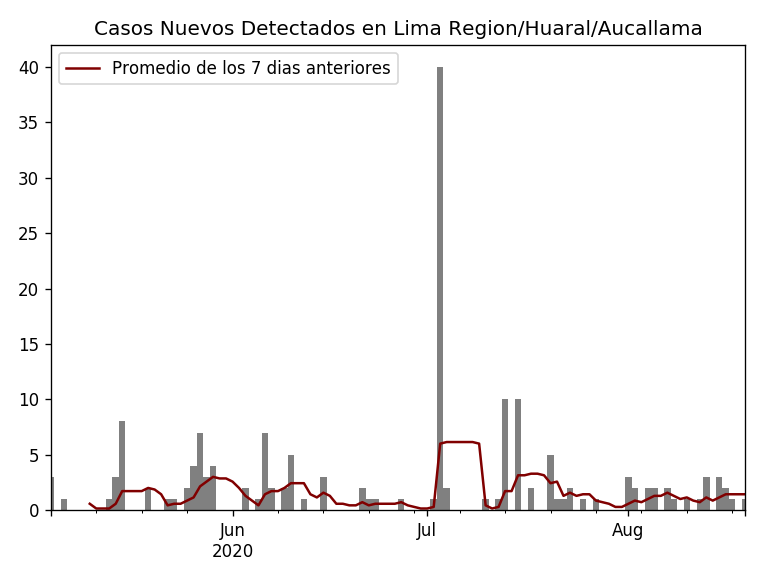 Casos Nuevos Detectados en Lima Region/Huaral/Aucallama
Promedio de los 7 dias anteriores
40
35
30
25
20
15
10
5
0
Jun
2020
Jul
Aug